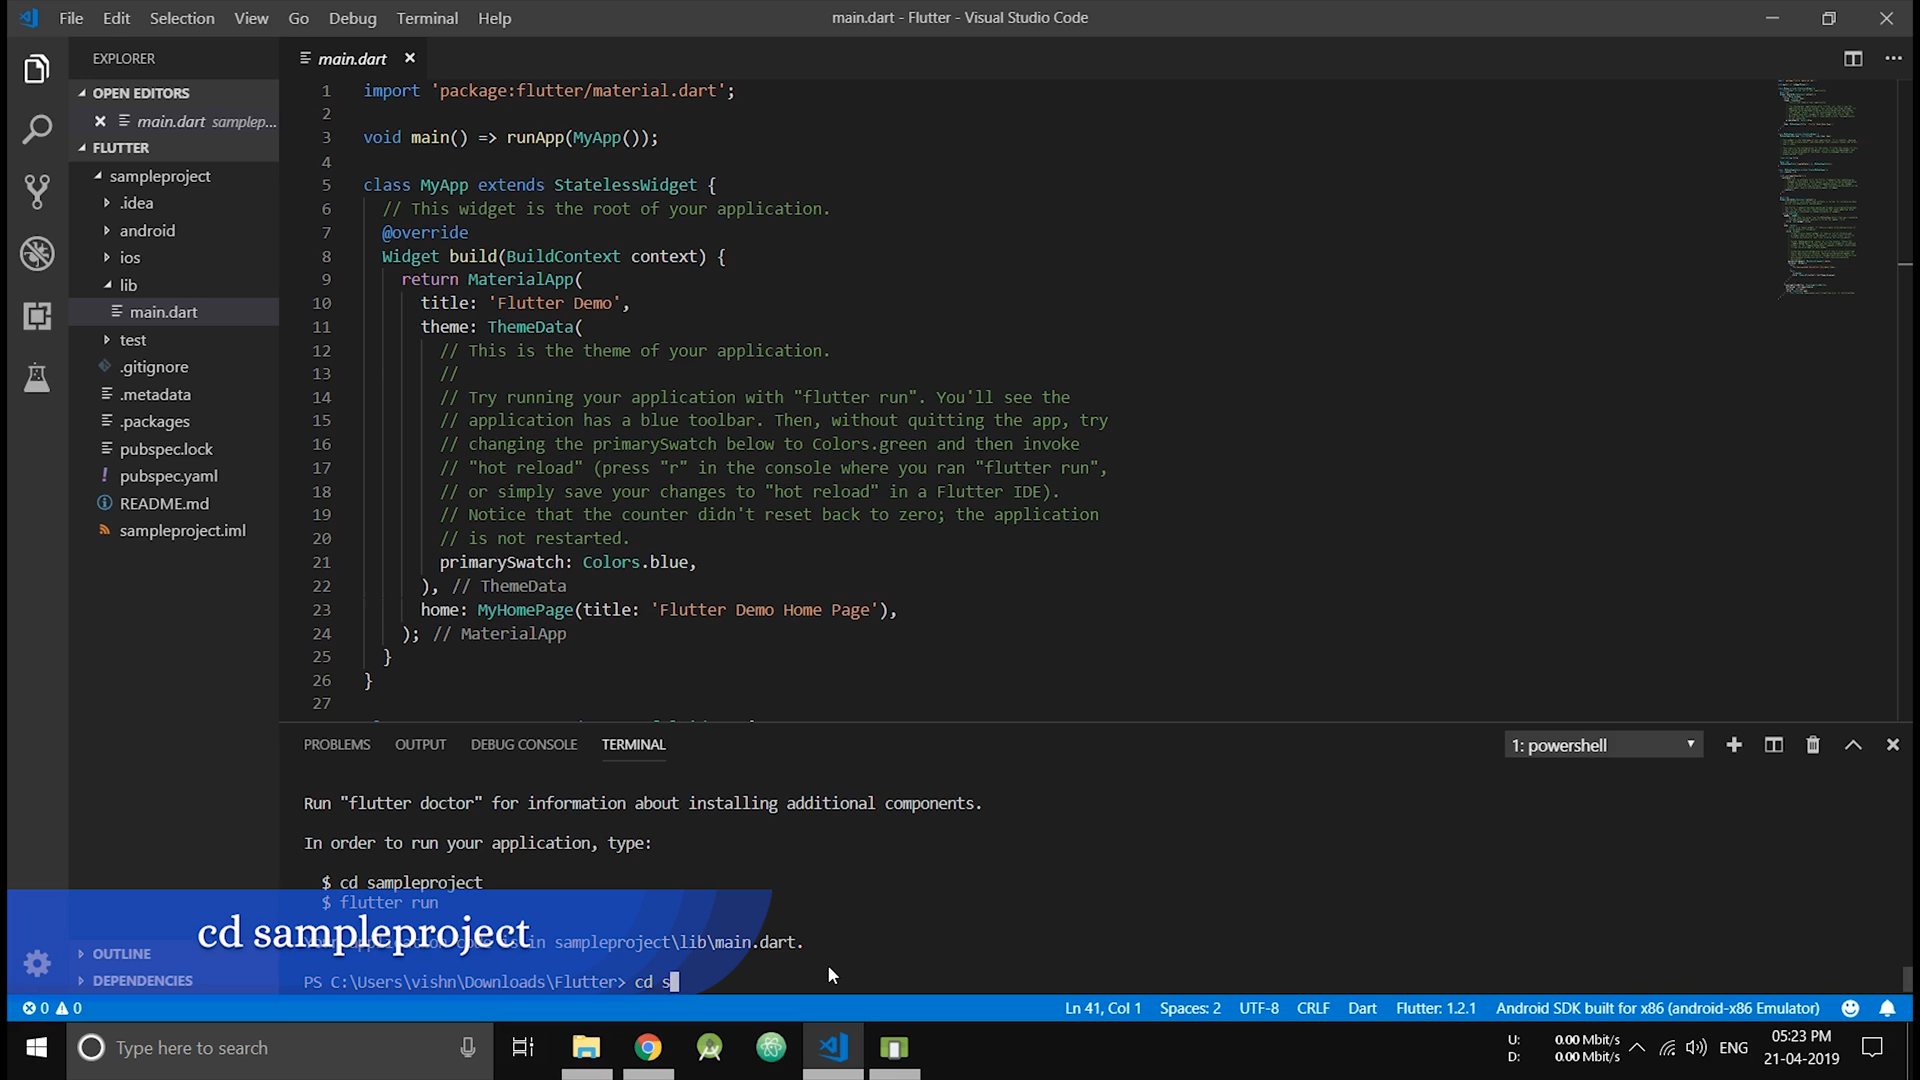 File Edit Selection View Go Debug Terminal Help
main.dart - Flutter - Visual Studio Code
EXPLORER
OPEN EDITORS
main.dart samplep...
FLUTTER
sampleproject
.idea
android
ios
lib
main.dart
test
.gitignore
.metadata
.packages
pubspec.lock
pubspec.yaml
README.md
sampleproject.iml
OUTLINE
DEPENDENCIES
main.dart
1 import 'package:flutter/material.dart';
2
3 void main() => runApp(MyApp());
4
5 class MyApp extends StatelessWidget {
6 // This widget is the root of your application.
7 @override
8 Widget build(BuildContext context) {
9 return MaterialApp(
10 title: 'Flutter Demo',
11 theme: ThemeData(
12 // This is the theme of your application.
13 //
14 // Try running your application with "flutter run". You'll see the
15 // application has a blue toolbar. Then, without quitting the app, try
16 // changing the primarySwatch below to Colors.green and then invoke
17 // "hot reload" (press "r" in the console where you ran "flutter run",
18 // or simply save your changes to "hot reload" in a Flutter IDE).
19 // Notice that the counter didn't reset back to zero; the application
20 // is not restarted.
21 primarySwatch: Colors.blue,
22 ), // ThemeData
23 home: MyHomePage(title: 'Flutter Demo Home Page'),
24 ); // MaterialApp
25 }
26 }
27
PROBLEMS OUTPUT DEBUG CONSOLE TERMINAL
1: powershell
Run "flutter doctor" for information about installing additional components.
In order to run your application, type:
$ cd sampleproject
$ flutter run
cd sampleproject
Your application code is in sampleproject\lib\main.dart.
PS C:\Users\vishn\Downloads\Flutter> cd s
0 0
Ln 41, Col 1 Spaces: 2 UTF-8 CRLF Dart Flutter: 1.2.1 Android SDK built for x86 (android-x86 Emulator)
Type here to search
U: 0.00 Mbit/s
D: 0.00 Mbit/s
ENG
05:23 PM
21-04-2019